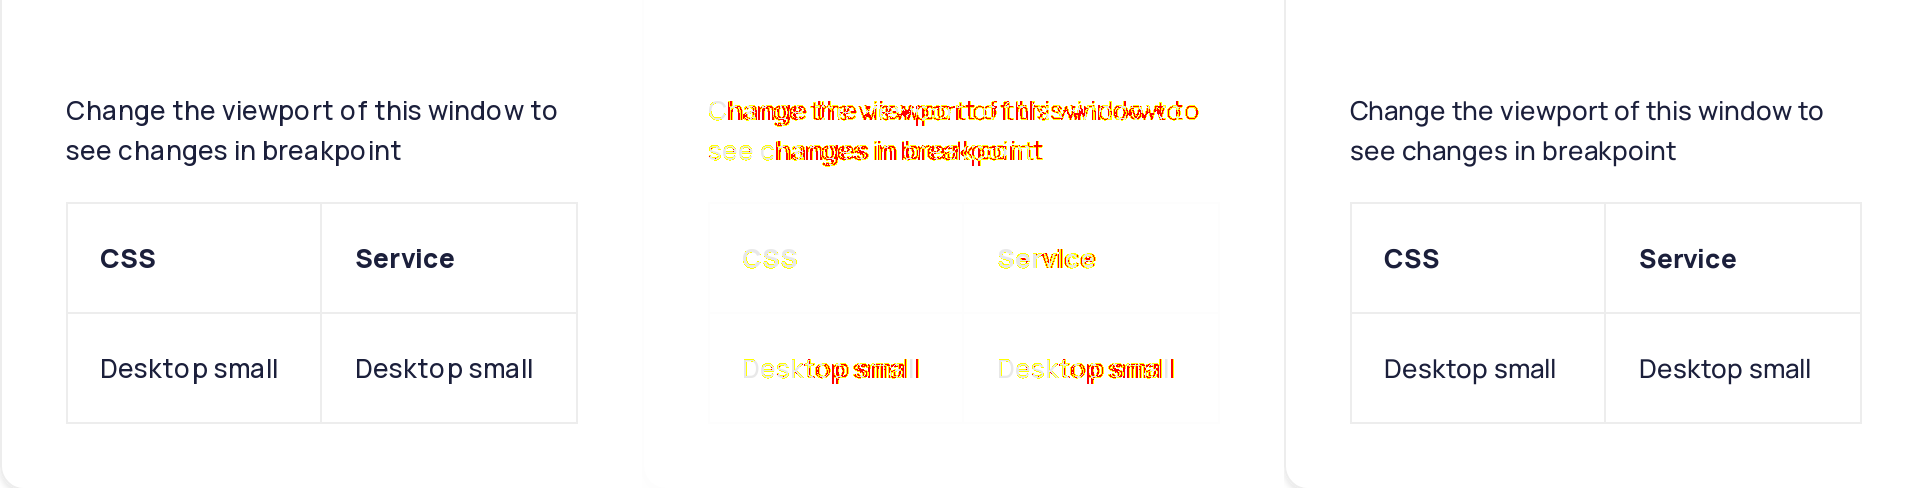 Change the viewport of this window to
see changes in breakpoint
CSS Service
Desktop small Desktop small
Change the viewport of this window to
see changes in breakpoint
CSS Service
Desktop small Desktop small
Change the viewport of this window to
see changes in breakpoint
CSS Service
Desktop small Desktop small